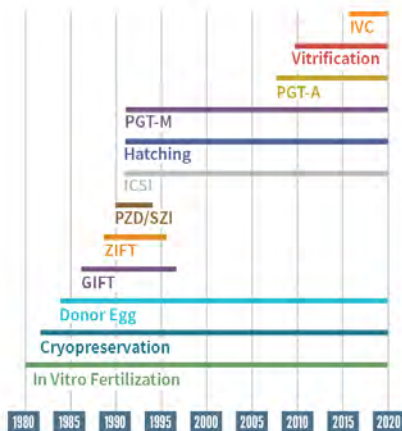 IVC
Vitrification
PGT-A
PGT-M
Hatching
ICSI
PZD/SZI
ZIFT
GIFT
Donor Egg
Cryopreservation
In Vitro Fertilization
1980 1985 1990 1995 2000 2005 2010 2015 2020